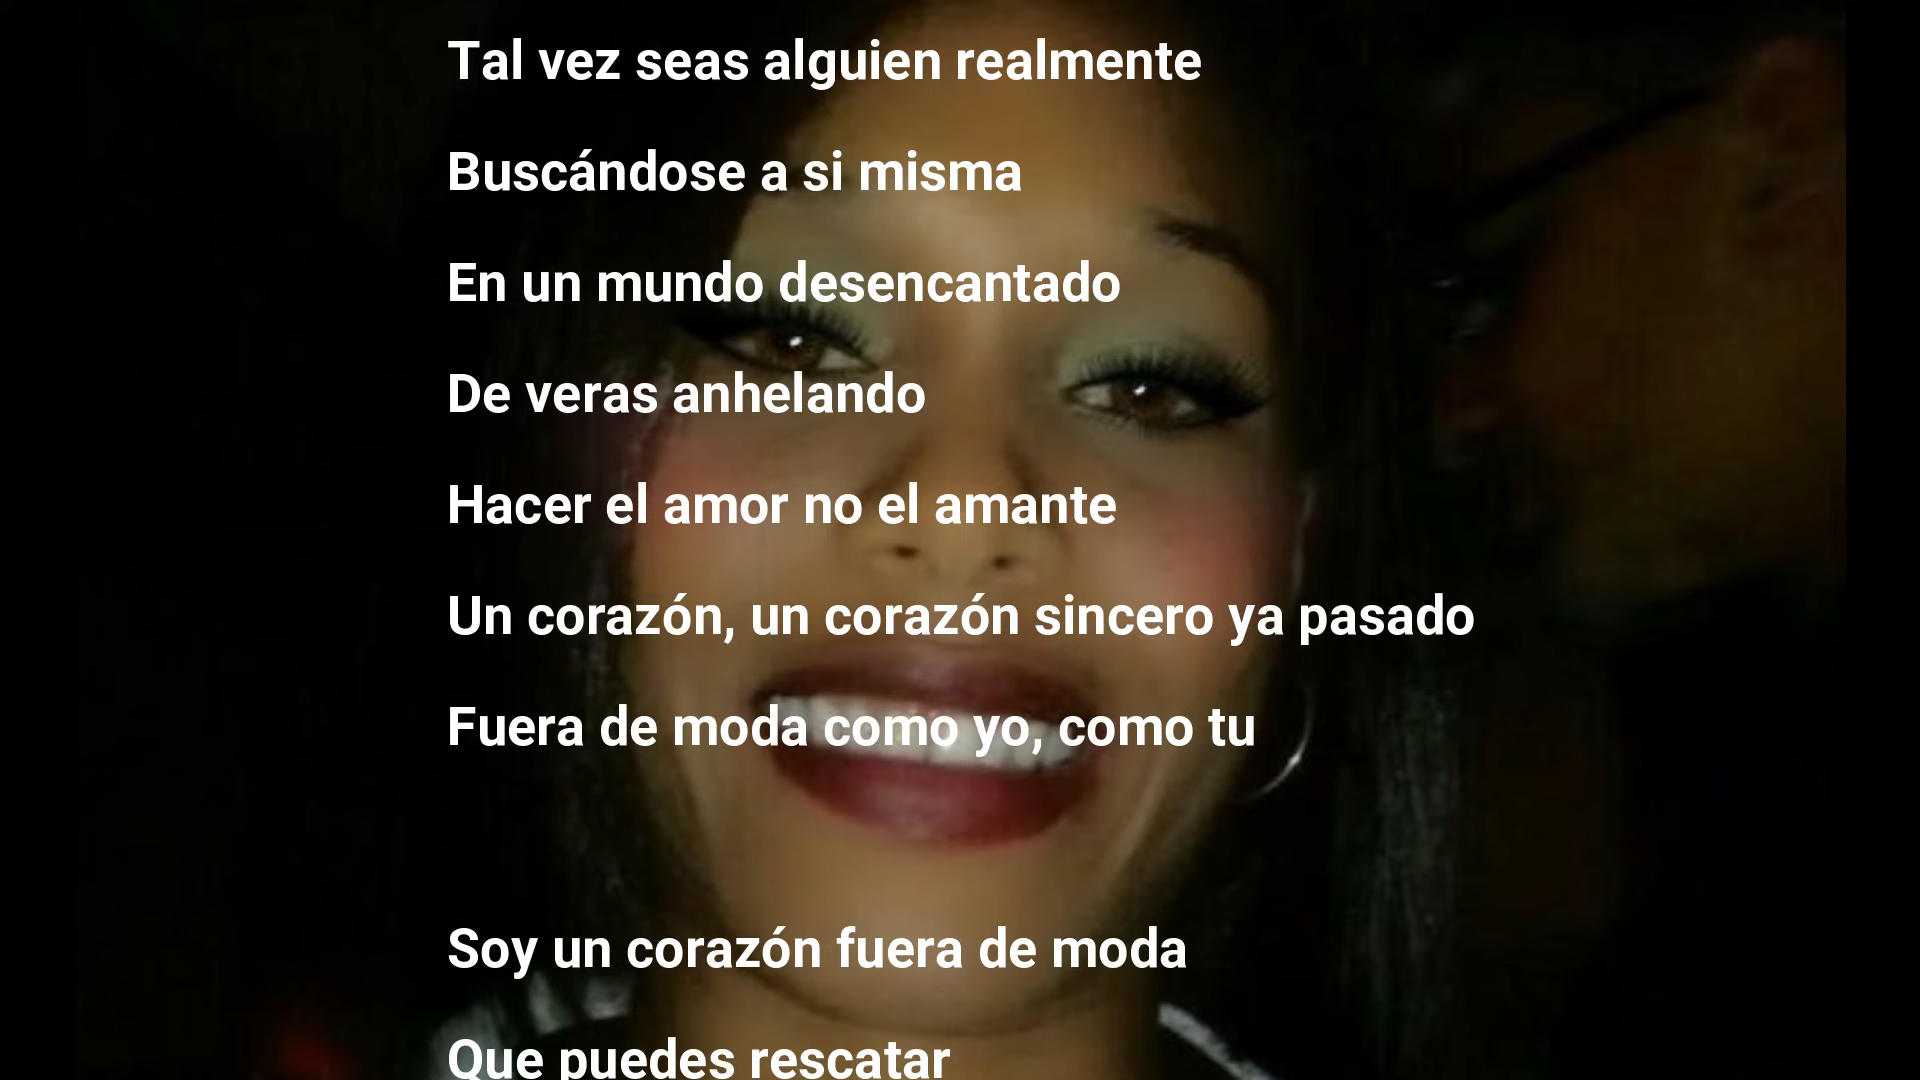 Tal vez seas alguien realmente
Buscándose a si misma
En un mundo desencantado
De veras anhelando
Hacer el amor no el amante
Un corazón, un corazón sincero ya pasado
Fuera de moda como yo, como tu
Soy un corazón fuera de moda
Que puedes rescatar